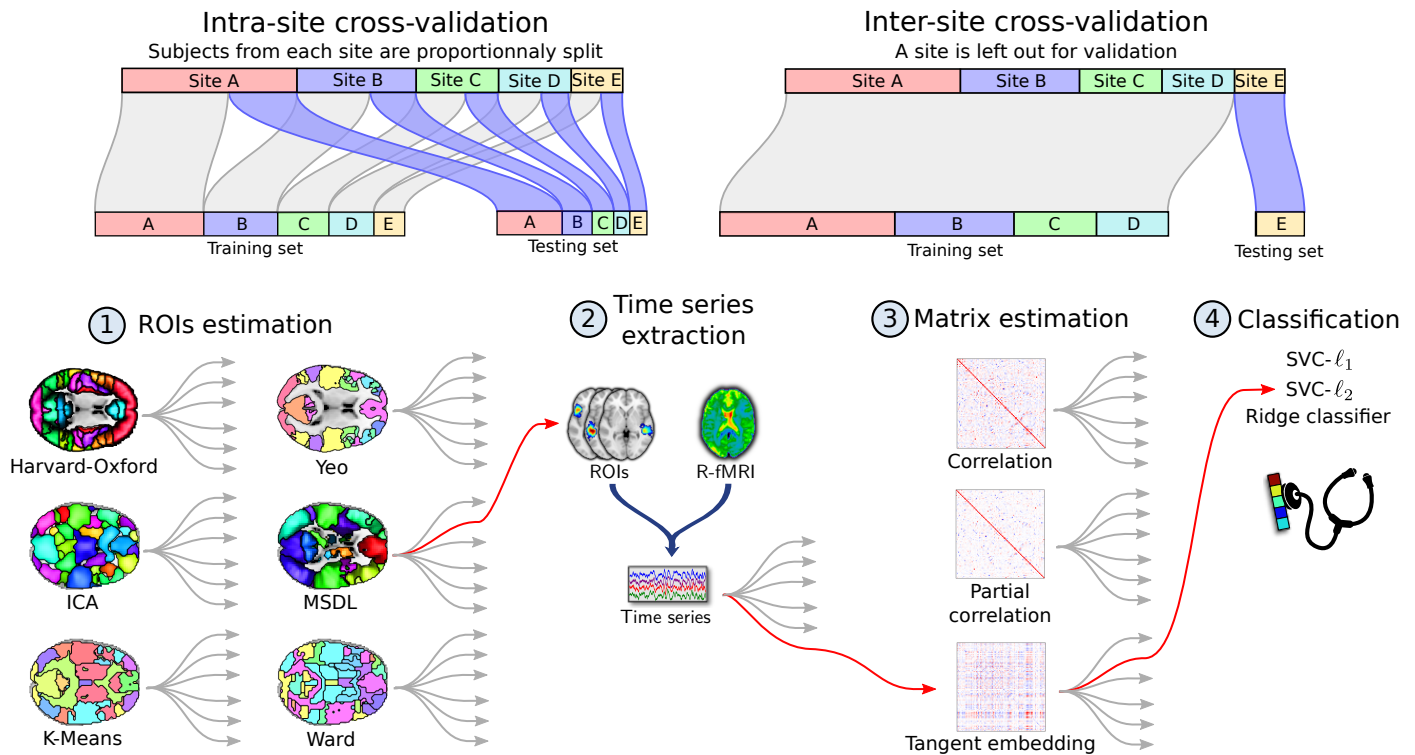 Intra-site cross-validation
Subjects from each site are proportionnaly split
Site A Site B Site C Site D Site E
A B C D E
Training set
A B C D E
Testing set
Inter-site cross-validation
A site is left out for validation
Site A Site B Site C Site D Site E
A B C D
Training set
E
Testing set
1 ROIs estimation
Harvard-Oxford
Yeo
ICA
MSDL
K-Means
Ward
2 Time series
extraction
ROIs
R-fMRI
Time series
3 Matrix estimation
Correlation
Partial
correlation
Tangent embedding
4 Classification
SVC-ℓ₁
SVC-ℓ₂
Ridge classifier